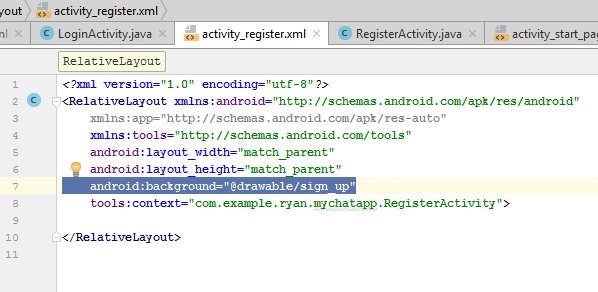 yout
activity_register.xml
ml
LoginActivity.java
activity_register.xml
RegisterActivity.java
activity_start_pa
RelativeLayout
1 <?xml version="1.0" encoding="utf-8"?>
2 C <RelativeLayout xmlns:android="http://schemas.android.com/apk/res/android"
3 xmlns:app="http://schemas.android.com/apk/res-auto"
4 xmlns:tools="http://schemas.android.com/tools"
5 android:layout_width="match_parent"
6 android:layout_height="match_parent"
7 android:background="@drawable/sign_up"
8 tools:context="com.example.ryan.mychatapp.RegisterActivity">
9
10 </RelativeLayout>
11